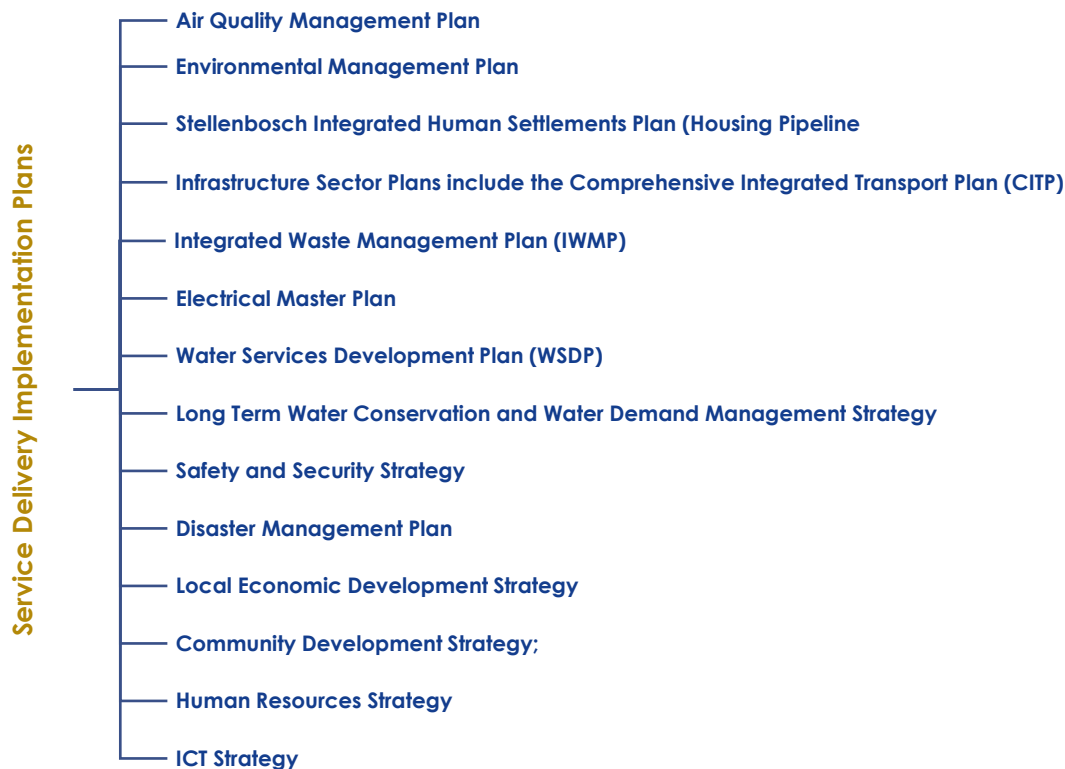 Service Delivery Implementation Plans
Air Quality Management Plan
Environmental Management Plan
Stellenbosch Integrated Human Settlements Plan (Housing Pipeline
Infrastructure Sector Plans include the Comprehensive Integrated Transport Plan (CITP)
Integrated Waste Management Plan (IWMP)
Electrical Master Plan
Water Services Development Plan (WSDP)
Long Term Water Conservation and Water Demand Management Strategy
Safety and Security Strategy
Disaster Management Plan
Local Economic Development Strategy
Community Development Strategy;
Human Resources Strategy
ICT Strategy